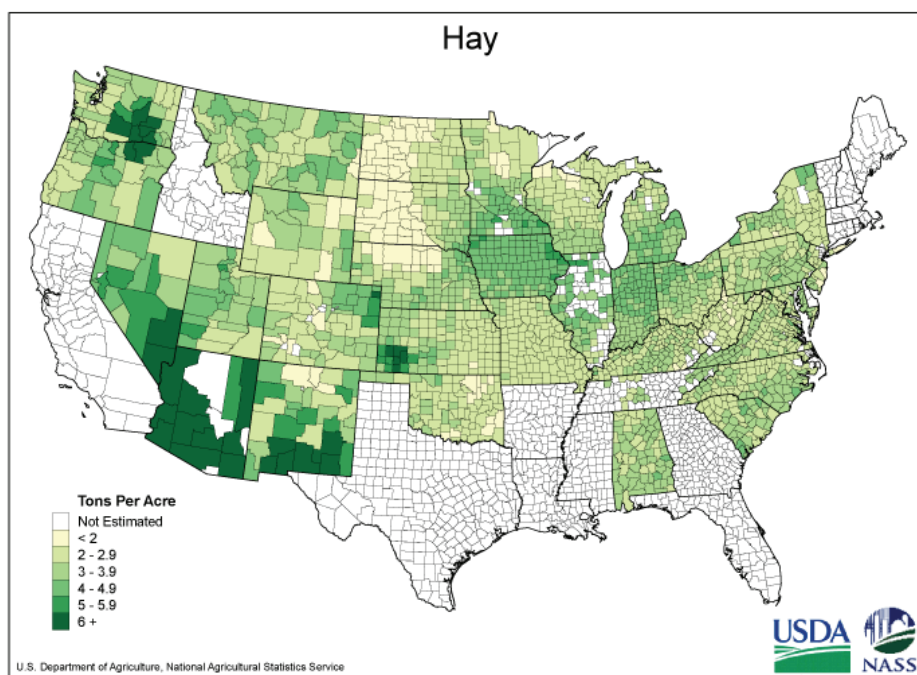 Hay
Tons Per Acre
Not Estimated
< 2
2 - 2.9
3 - 3.9
4 - 4.9
5 - 5.9
6 +
U.S. Department of Agriculture, National Agricultural Statistics Service
USDA
NASS